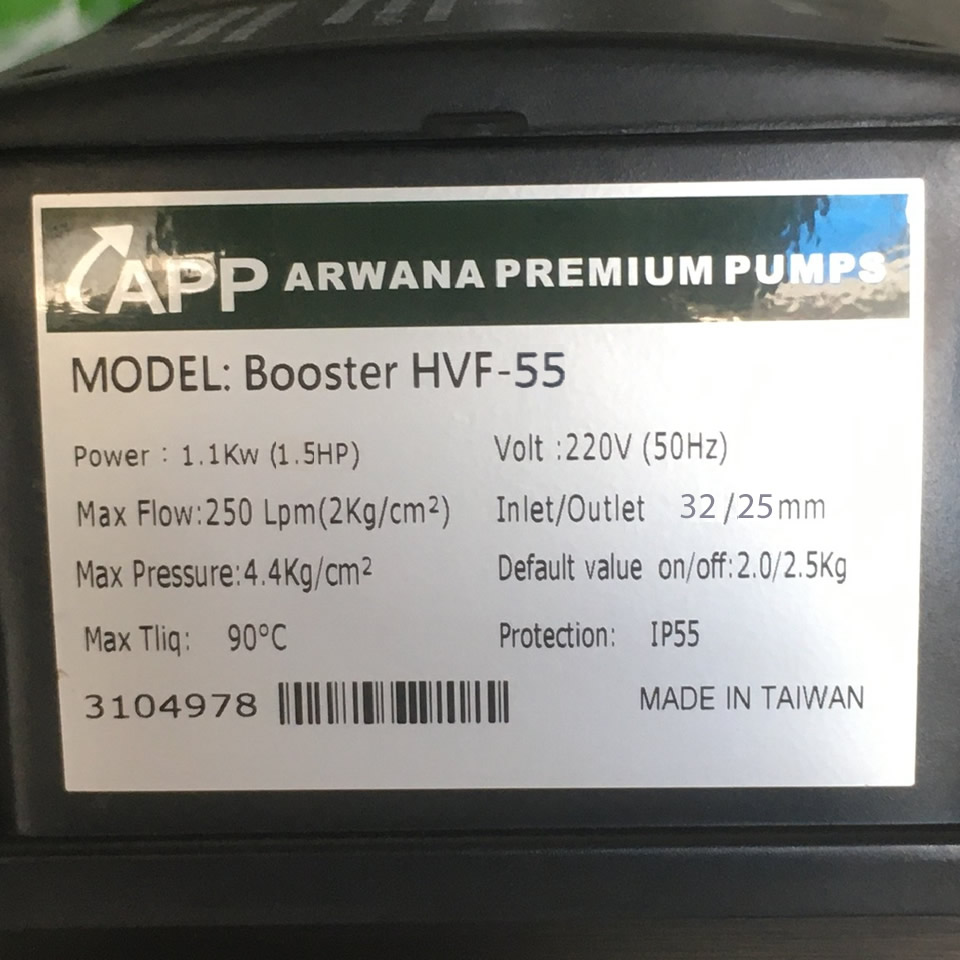 APP ARWANA PREMIUM PUMPS
MODEL: Booster HVF-55
Power : 1.1Kw (1.5HP) Volt :220V (50Hz)
Max Flow:250 Lpm(2Kg/cm²) Inlet/Outlet 32/25mm
Max Pressure:4.4Kg/cm² Default value on/off:2.0/2.5Kg
Max Tliq: 90°C Protection: IP55
3104978 MADE IN TAIWAN